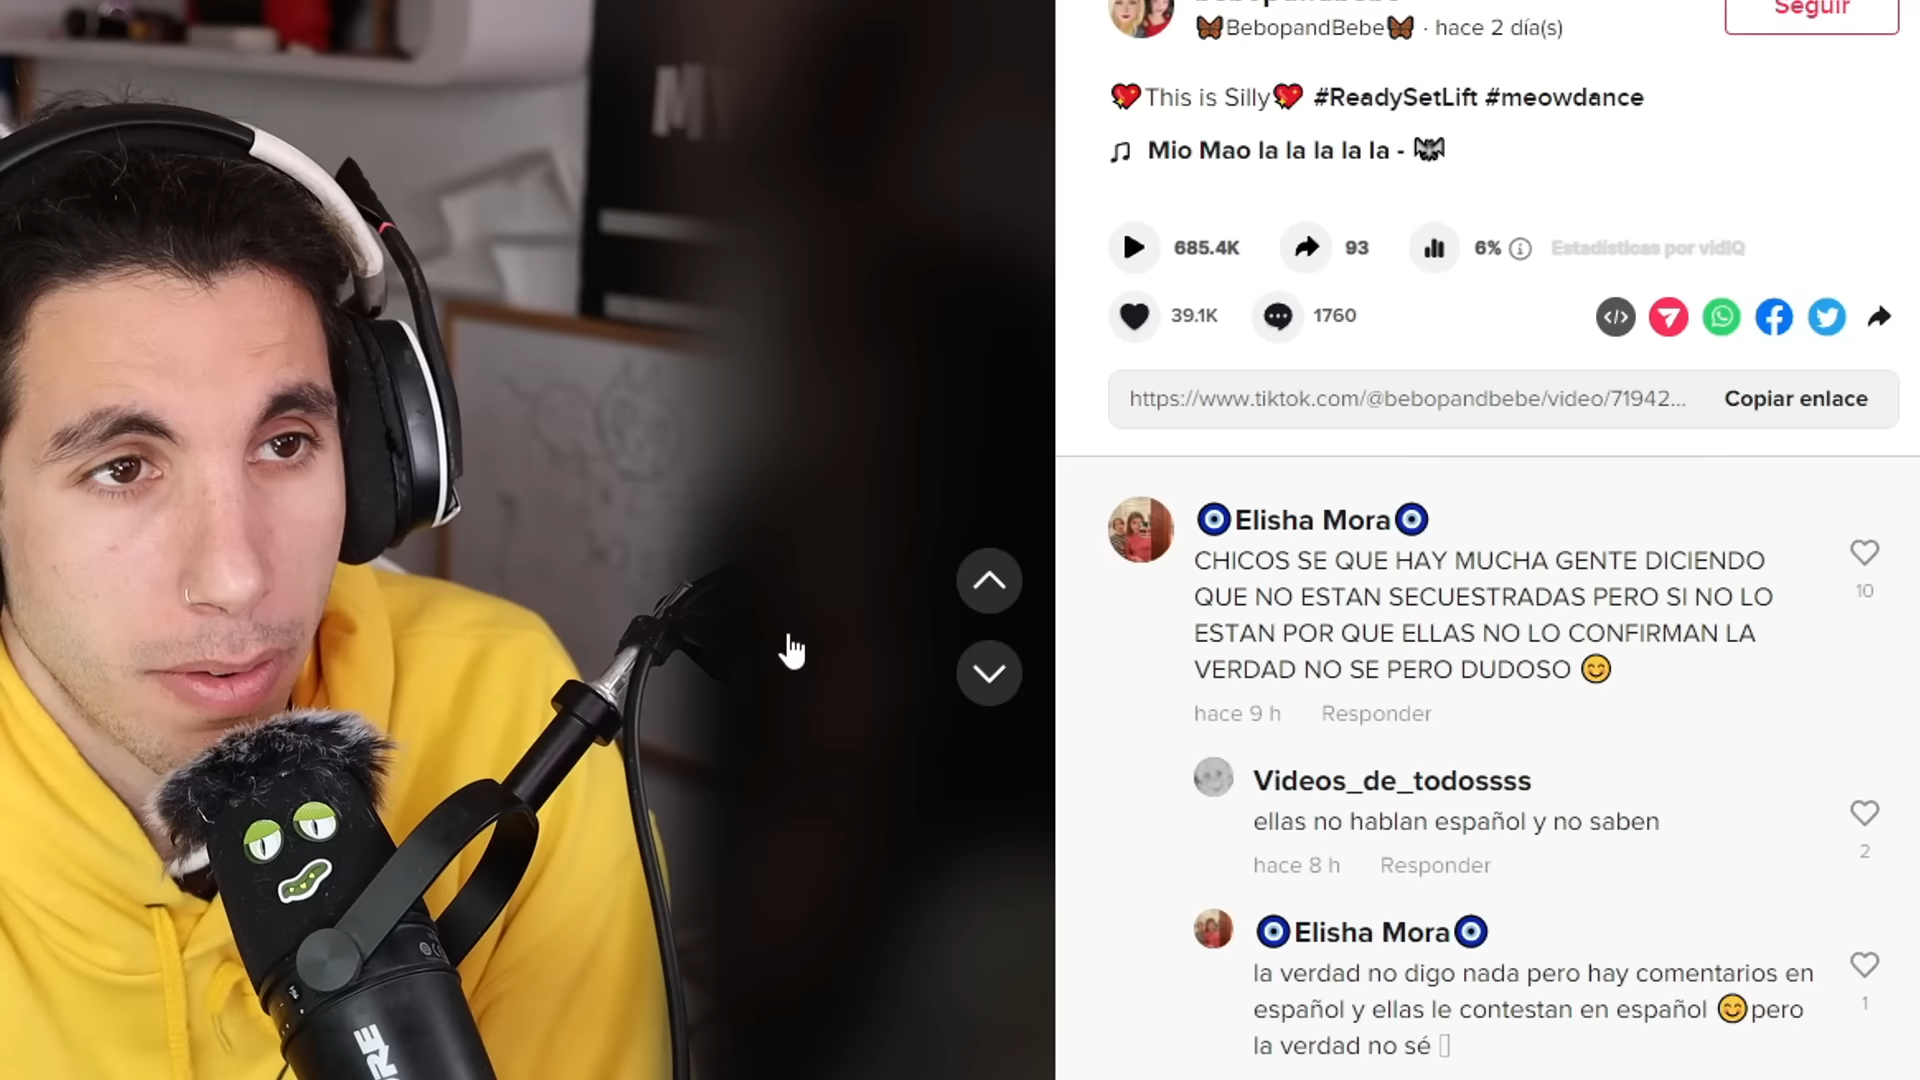 BebopandBebe · hace 2 día(s)
Seguir
This is Silly #ReadySetLift #meowdance
Mio Mao la la la la la -
685.4K 93 6% Estadísticas por vidIQ
39.1K 1760
https://www.tiktok.com/@bebopandbebe/video/71942... Copiar enlace
Elisha Mora
CHICOS SE QUE HAY MUCHA GENTE DICIENDO
QUE NO ESTAN SECUESTRADAS PERO SI NO LO
ESTAN POR QUE ELLAS NO LO CONFIRMAN LA
VERDAD NO SE PERO DUDOSO 😊
10
hace 9 h Responder
Videos_de_todossss
ellas no hablan español y no saben
2
hace 8 h Responder
Elisha Mora
la verdad no digo nada pero hay comentarios en
español y ellas le contestan en español 😊pero
la verdad no sé
1